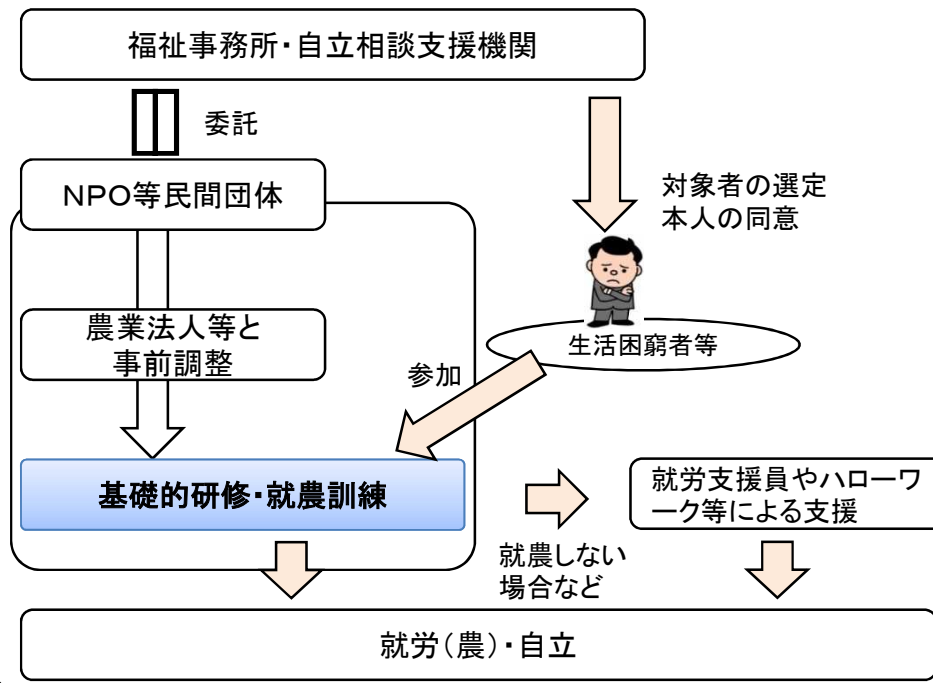 福祉事務所・自立相談支援機関
委託
NPO等民間団体
対象者の選定
本人の同意
農業法人等と
事前調整
生活困窮者等
参加
基礎的研修・就農訓練
就労支援員やハローワ
ーク等による支援
就農しない
場合など
就労(農)・自立